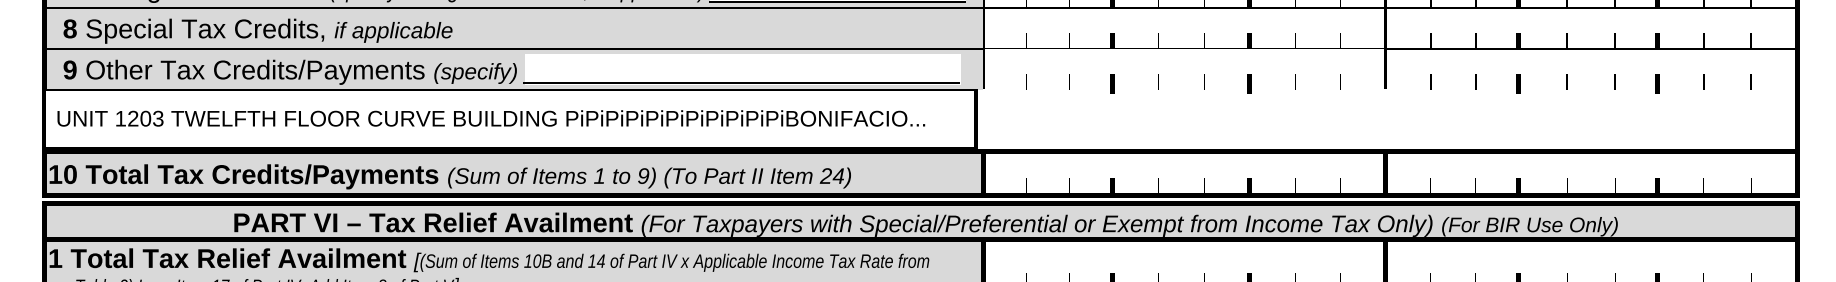 8 Special Tax Credits, if applicable
9 Other Tax Credits/Payments (specify)
UNIT 1203 TWELFTH FLOOR CURVE BUILDING PiPiPiPiPiPiPiPiPiPiPiBONIFACIO...
10 Total Tax Credits/Payments (Sum of Items 1 to 9) (To Part II Item 24)
PART VI – Tax Relief Availment (For Taxpayers with Special/Preferential or Exempt from Income Tax Only) (For BIR Use Only)
1 Total Tax Relief Availment [(Sum of Items 10B and 14 of Part IV x Applicable Income Tax Rate from